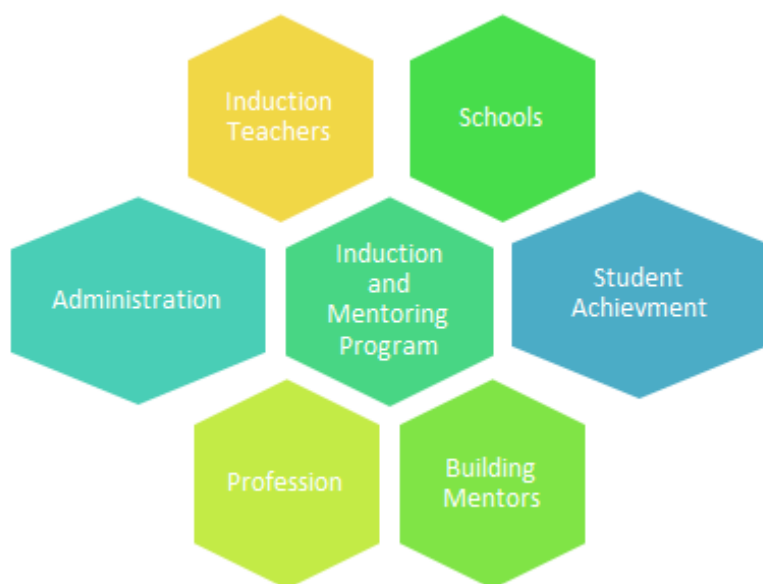 Induction
Teachers
Schools
Administration
Induction
and
Mentoring
Program
Student
Achievment
Profession
Building
Mentors